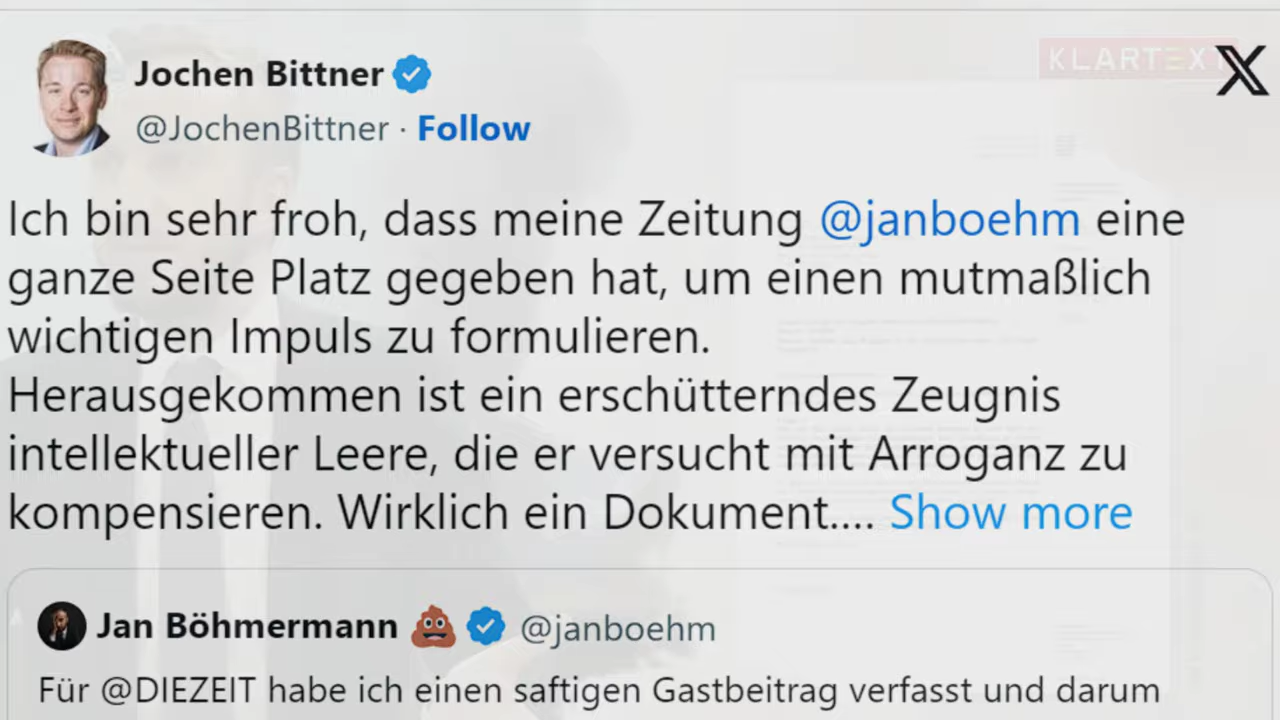 KLARTEXT
Jochen Bittner
@JochenBittner · Follow
Ich bin sehr froh, dass meine Zeitung @janboehm eine
ganze Seite Platz gegeben hat, um einen mutmaßlich
wichtigen Impuls zu formulieren.
Herausgekommen ist ein erschütterndes Zeugnis
intellektueller Leere, die er versucht mit Arroganz zu
kompensieren. Wirklich ein Dokument.... Show more
Jan Böhmermann 💩 @janboehm
Für @DIEZEIT habe ich einen saftigen Gastbeitrag verfasst und darum